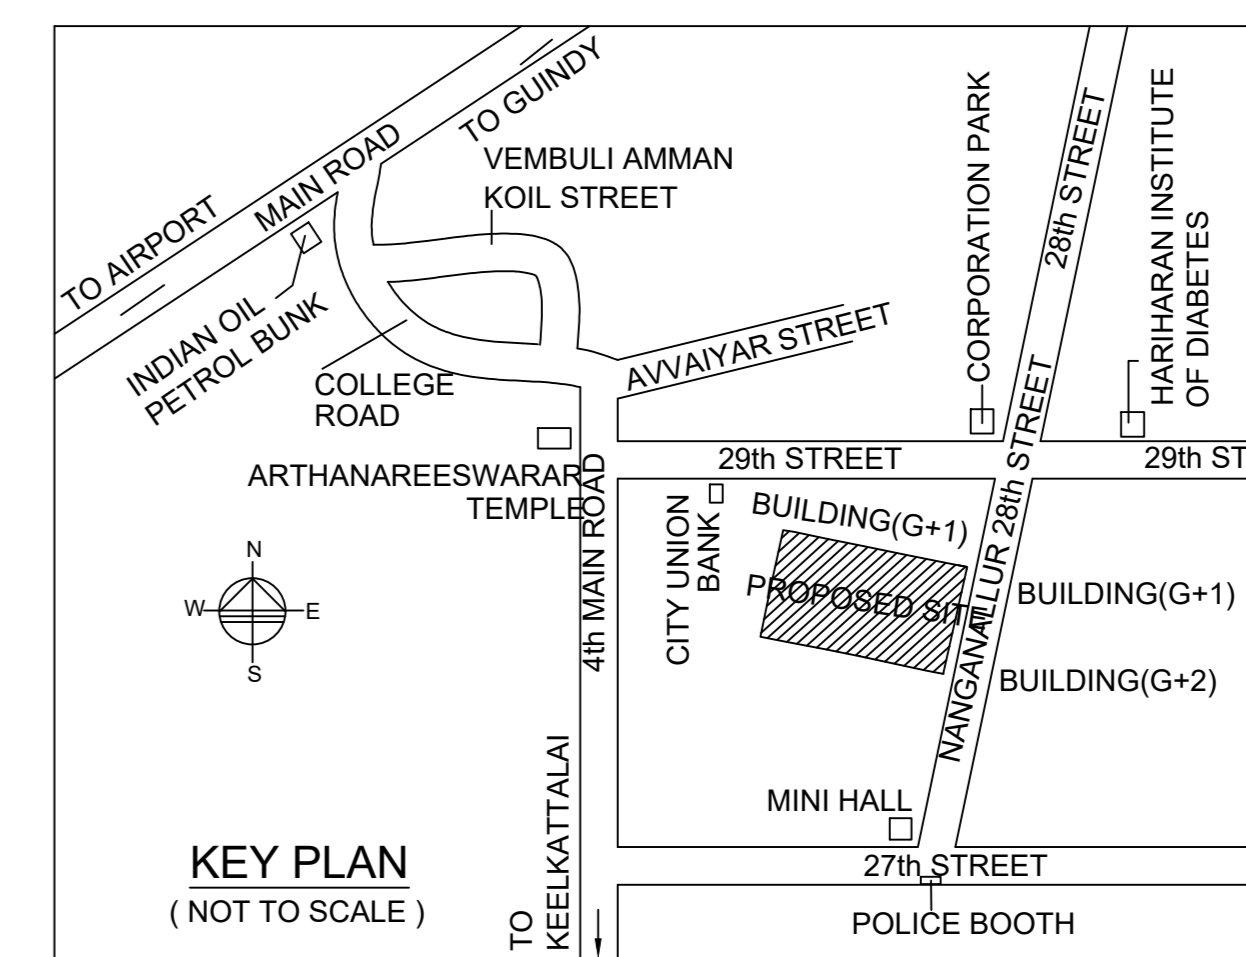 TO GUINDY
MAIN ROAD
TO AIRPORT
VEMBULI AMMAN
KOIL STREET
INDIAN OIL
PETROL BUNK
COLLEGE
ROAD
AVVAIYAR STREET
CORPORATION PARK
28th STREET
HARIHARAN INSTITUTE
OF DIABETES
ARTHANAREESWARAR
TEMPLE
29th STREET
29th ST
4th MAIN ROAD
CITY UNION
BANK
BUILDING(G+1)
PROPOSED SITE
NANGANALLUR 28th STREET
BUILDING(G+1)
BUILDING(G+2)
N
W
E
S
MINI HALL
27th STREET
POLICE BOOTH
TO
KEELKATTALAI
KEY PLAN
( NOT TO SCALE )